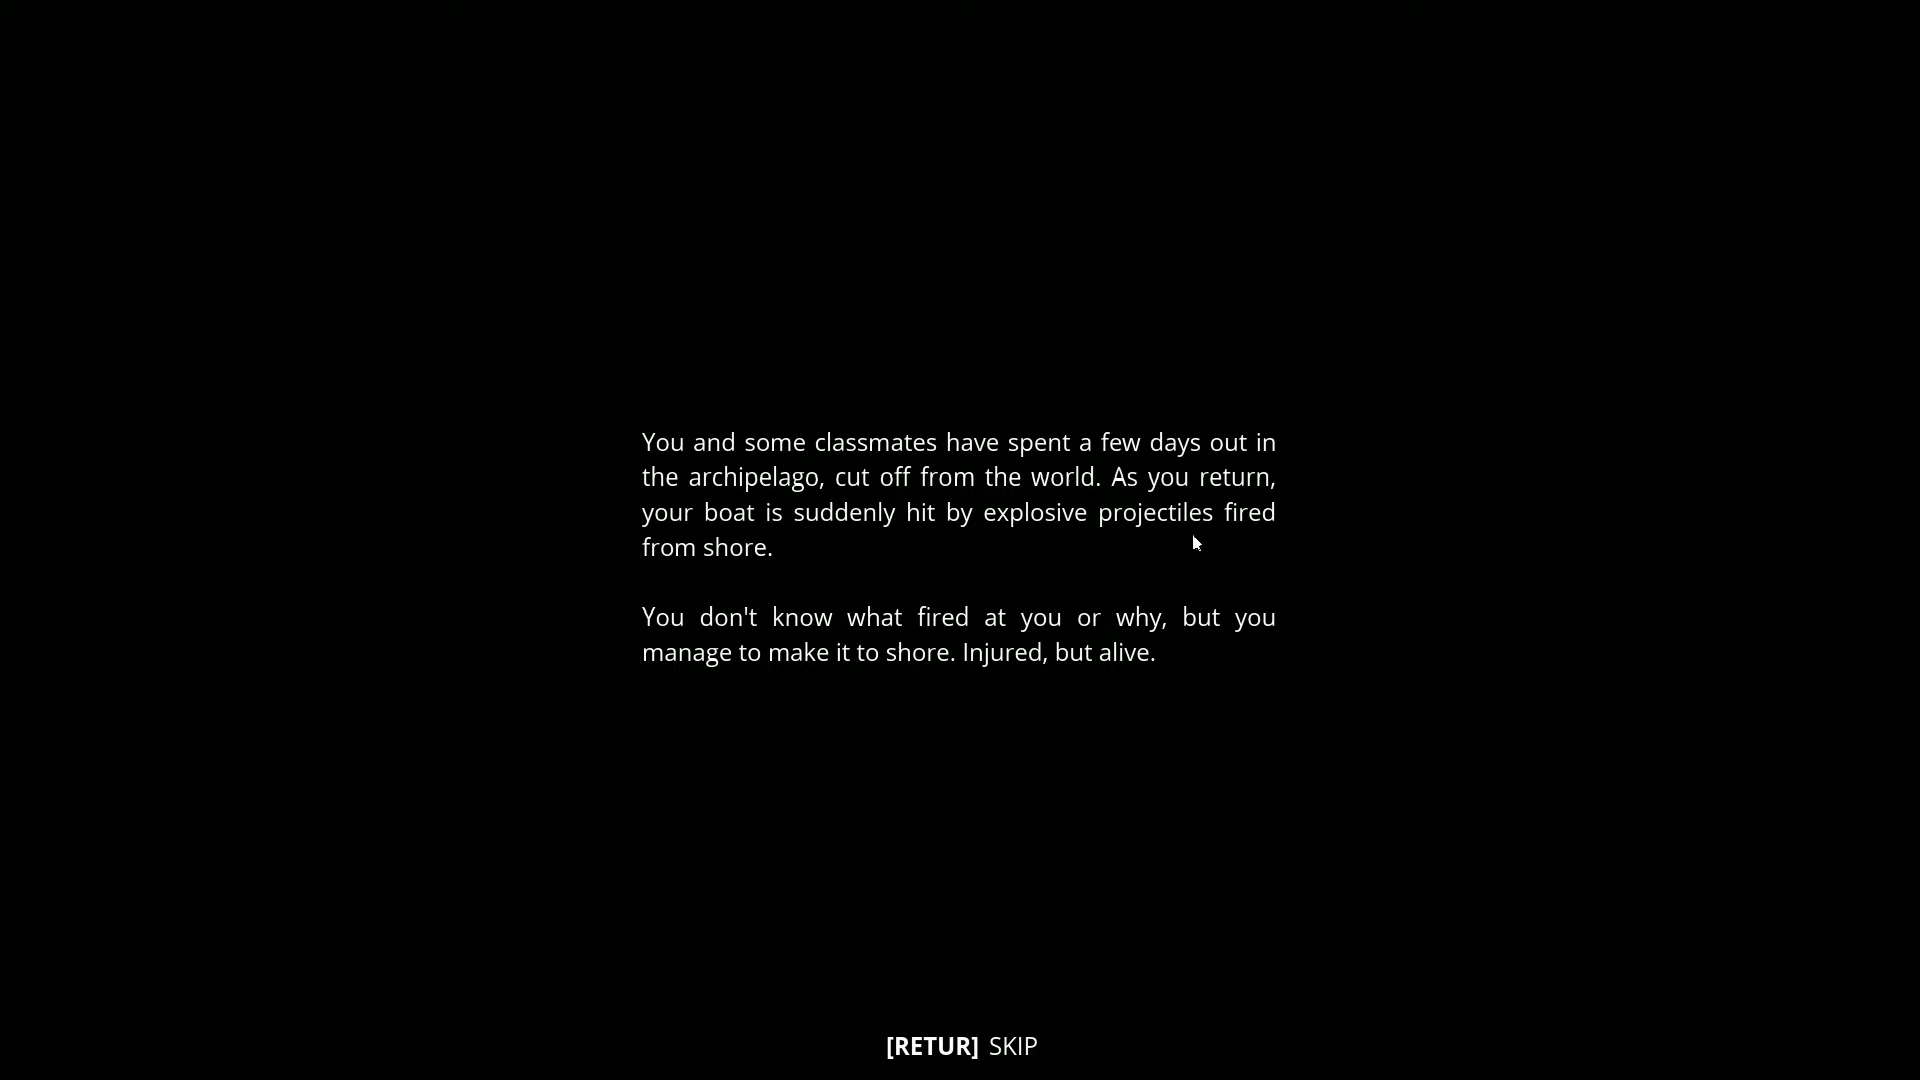 You and some classmates have spent a few days out in
the archipelago, cut off from the world. As you return,
your boat is suddenly hit by explosive projectiles fired
from shore.
You don't know what fired at you or why, but you
manage to make it to shore. Injured, but alive.
[RETUR] SKIP